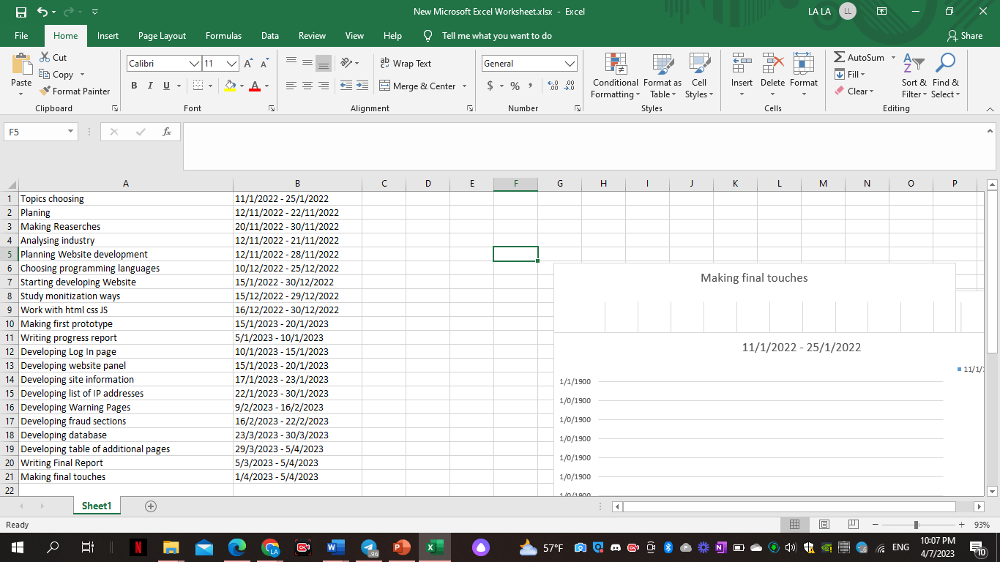 New Microsoft Excel Worksheet.xlsx - Excel
LA LA LL
File Home Insert Page Layout Formulas Data Review View Help Tell me what you want to do Share
Paste Cut Copy Format Painter
Calibri 11
B I U
Wrap Text
Merge & Center
General
$ % ,
Conditional Formatting Format as Table Cell Styles
Insert Delete Format
AutoSum Fill Clear
Sort & Filter Find & Select
Clipboard Font Alignment Number Styles Cells Editing
F5 fx
A B C D E F G H I J K L M N O P
1 Topics choosing 11/1/2022 - 25/1/2022
2 Planing 12/11/2022 - 22/11/2022
3 Making Reaserches 20/11/2022 - 30/11/2022
4 Analysing industry 12/11/2022 - 21/11/2022
5 Planning Website development 12/11/2022 - 28/11/2022
6 Choosing programming languages 10/12/2022 - 25/12/2022
7 Starting developing Website 15/1/2022 - 30/12/2022
8 Study monitization ways 15/12/2022 - 29/12/2022
9 Work with html css JS 16/12/2022 - 30/12/2022
10 Making first prototype 15/1/2023 - 20/1/2023
11 Writing progress report 5/1/2023 - 10/1/2023
12 Developing Log In page 10/1/2023 - 15/1/2023
13 Developing website panel 15/1/2023 - 20/1/2023
14 Developing site information 17/1/2023 - 23/1/2023
15 Developing list of IP addresses 22/1/2023 - 30/1/2023
16 Developing Warning Pages 9/2/2023 - 16/2/2023
17 Developing fraud sections 16/2/2023 - 22/2/2023
18 Developing database 23/3/2023 - 30/3/2023
19 Developing table of additional pages 29/3/2023 - 5/4/2023
20 Writing Final Report 5/3/2023 - 5/4/2023
21 Making final touches 1/4/2023 - 5/4/2023
22
Making final touches
11/1/2022 - 25/1/2022
11/1/
1/1/1900
1/0/1900
1/0/1900
1/0/1900
1/0/1900
1/0/1900
1/0/1900
Sheet1
Ready 93%
57°F ENG 10:07 PM
4/7/2023